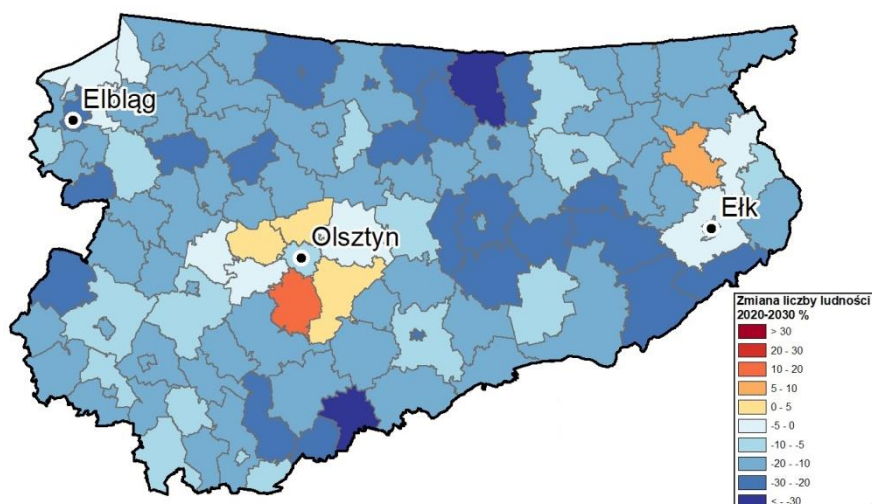 Elbląg
Ełk
Olsztyn
Zmiana liczby ludności
2020-2030 %
> 30
20 - 30
10 - 20
5 - 10
0 - 5
-5 - 0
-10 - -5
-20 - -10
-30 - -20
< - -30